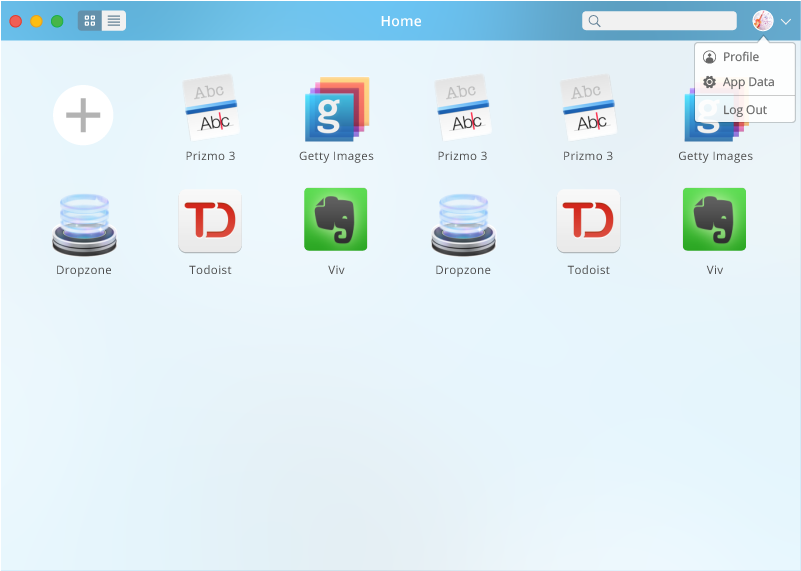 Home
Profile
App Data
Log Out
Abc
Abc
Prizmo 3
g
Getty Images
Abc
Abc
Prizmo 3
Abc
Abc
Prizmo 3
g
Getty Images
Dropzone
TD
Todoist
Viv
Dropzone
TD
Todoist
Viv